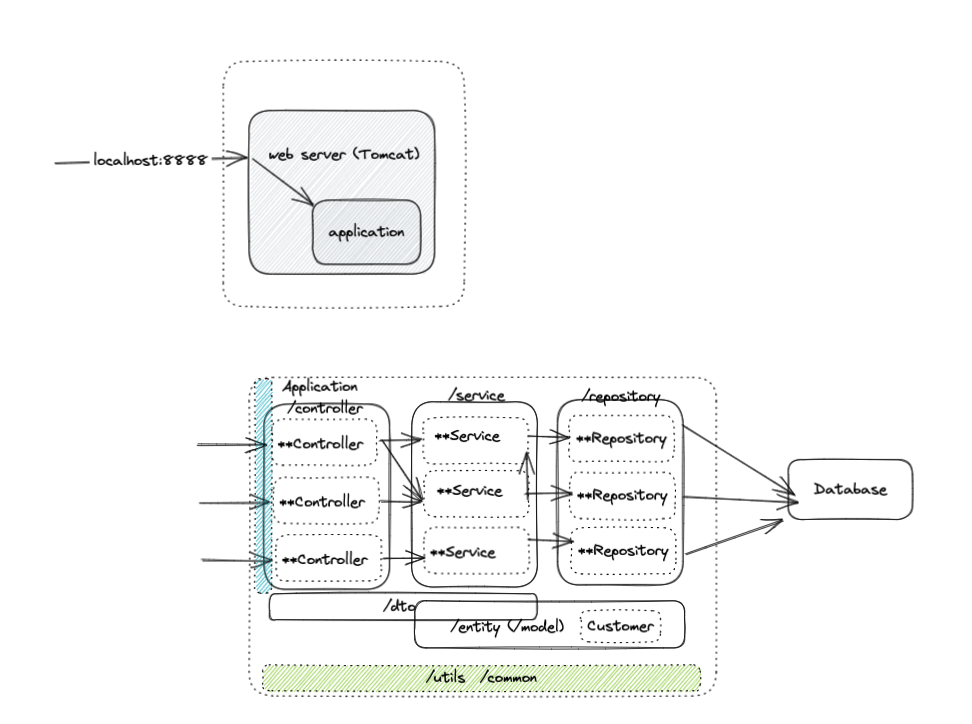 localhost:8888
web server (Tomcat)
application
Application
/controller
/service
/repository
**Controller
**Service
**Repository
**Controller
**Service
**Repository
Database
**Controller
**Service
**Repository
/dto
/entity (/model)
Customer
/utils /common